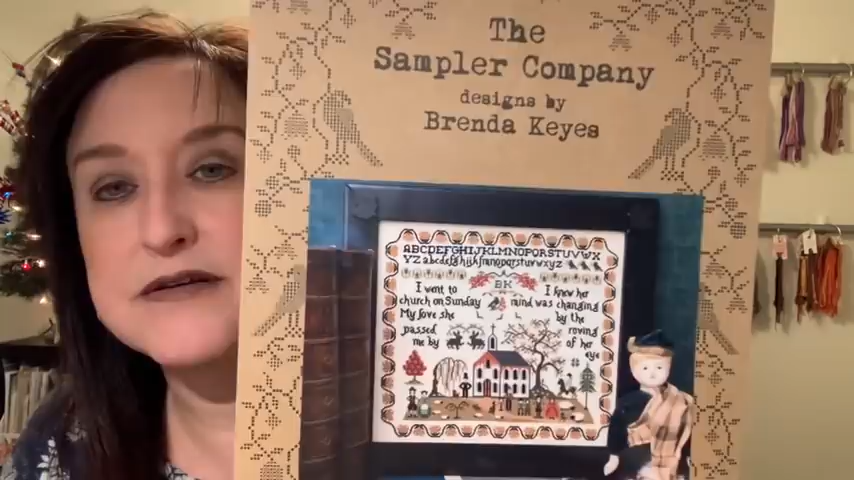 The
Sampler Company
designs by
Brenda Keyes
ABCDEFGHIJKLMNOPQRSTUVWX
YZ abcdefghijklmnopqrstuvwxyz
BK
I went to
I knew her
church on Sunday
mind was changing
My love she
by the
passed
roving
me by
of her
eye